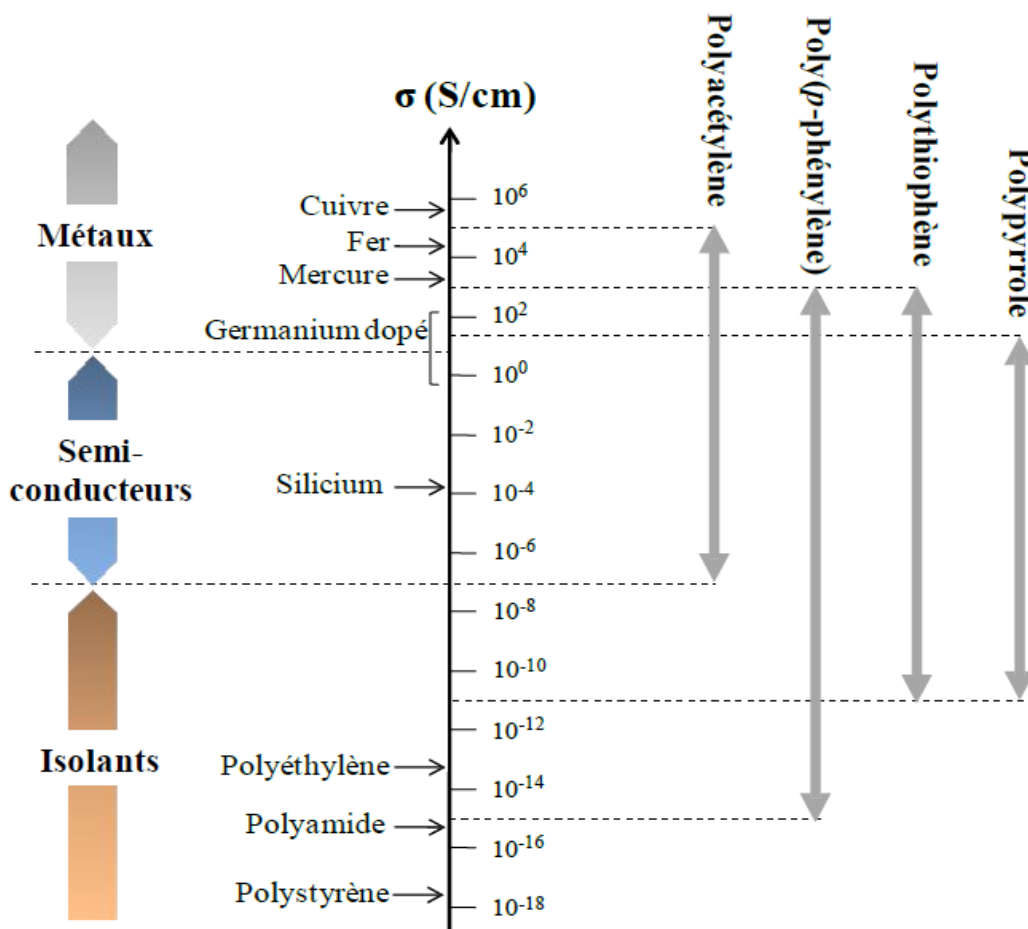 σ (S/cm)
Polyacétylène
Poly(p-phénylène)
Polythiophène
Polypyrrole
Métaux
Semi-
conducteurs
Isolants
Cuivre
Fer
Mercure
Germanium dopé
Silicium
Polyéthylène
Polyamide
Polystyrène
10⁶
10⁴
10²
10⁰
10⁻²
10⁻⁴
10⁻⁶
10⁻⁸
10⁻¹⁰
10⁻¹²
10⁻¹⁴
10⁻¹⁶
10⁻¹⁸